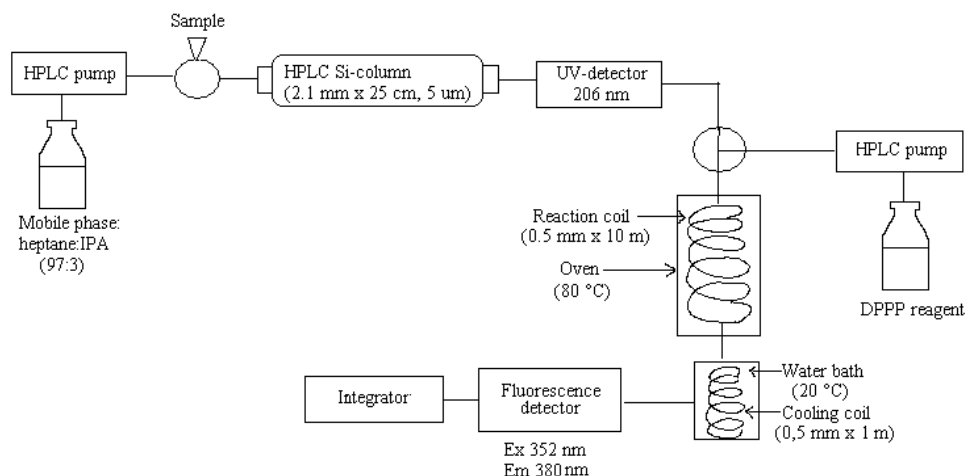 Sample
HPLC pump
HPLC Si-column
(2.1 mm x 25 cm, 5 um)
UV-detector
206 nm
HPLC pump
Mobile phase:
heptane:IPA
(97:3)
Reaction coil
(0.5 mm x 10 m)
Oven
(80 °C)
DPPP reagent
Water bath
(20 °C)
Cooling coil
(0,5 mm x 1 m)
Fluorescence
detector
Integrator
Ex 352 nm
Em 380 nm